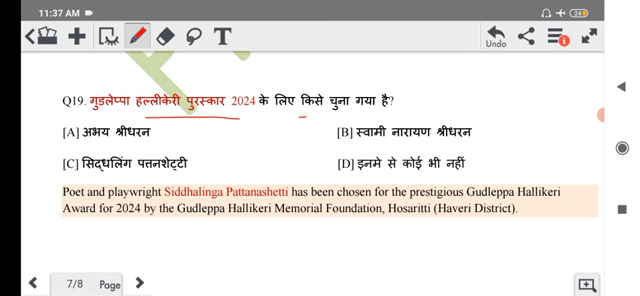 11:37 AM
24
Undo
Q19. गुडलेप्पा हल्लीकेरी पुरस्कार 2024 के लिए किसे चुना गया है?
[A] अभय श्रीधरन [B] स्वामी नारायण श्रीधरन
[C] सिद्धलिंग पत्तनशेट्टी [D] इनमे से कोई भी नहीं
Poet and playwright Siddhalinga Pattanashetti has been chosen for the prestigious Gudleppa Hallikeri
Award for 2024 by the Gudleppa Hallikeri Memorial Foundation, Hosaritti (Haveri District).
7/8 Page